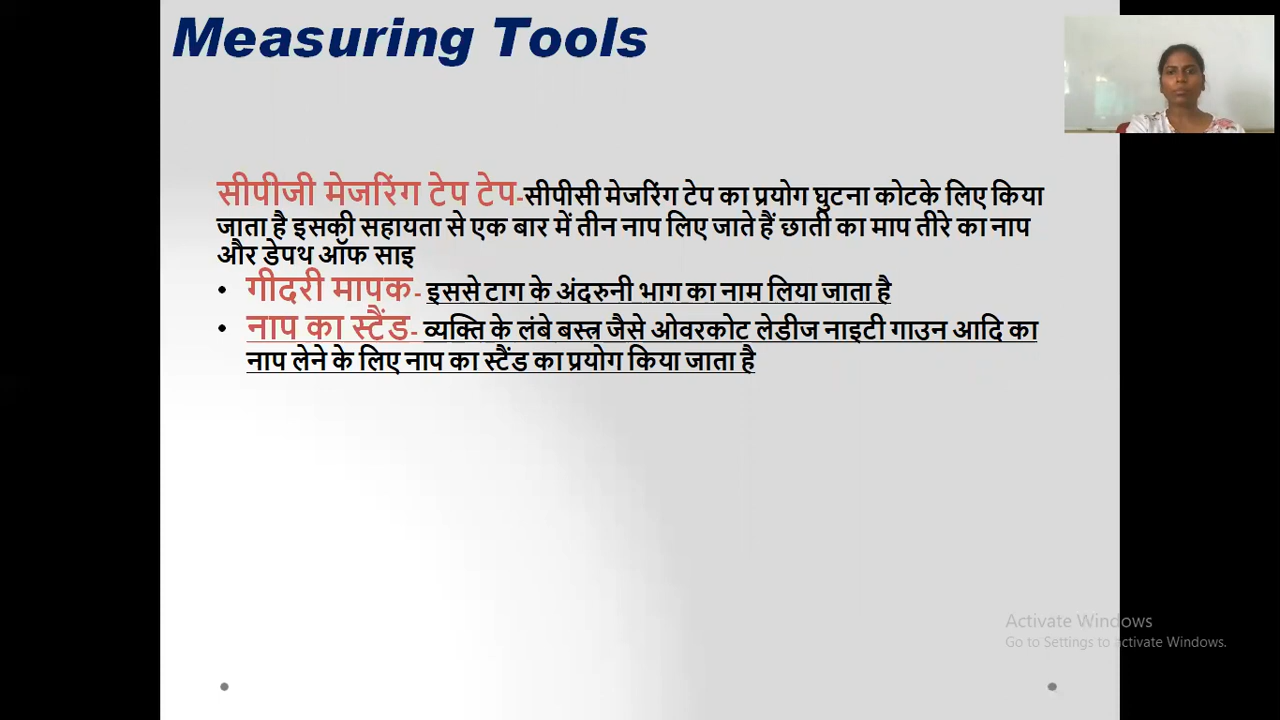 Measuring Tools
सीपीजी मेजरिंग टेप टेप-सीपीसी मेजरिंग टेप का प्रयोग घुटना कोटके लिए किया
जाता है इसकी सहायता से एक बार में तीन नाप लिए जाते हैं छाती का माप तीरे का नाप
और डेपथ ऑफ साइ
• गीदरी मापक- इससे टाग के अंदरुनी भाग का नाम लिया जाता है
• नाप का स्टैंड- व्यक्ति के लंबे बस्त्र जैसे ओवरकोट लेडीज नाइटी गाउन आदि का
नाप लेने के लिए नाप का स्टैंड का प्रयोग किया जाता है
Activate Windows
Go to Settings to activate Windows.